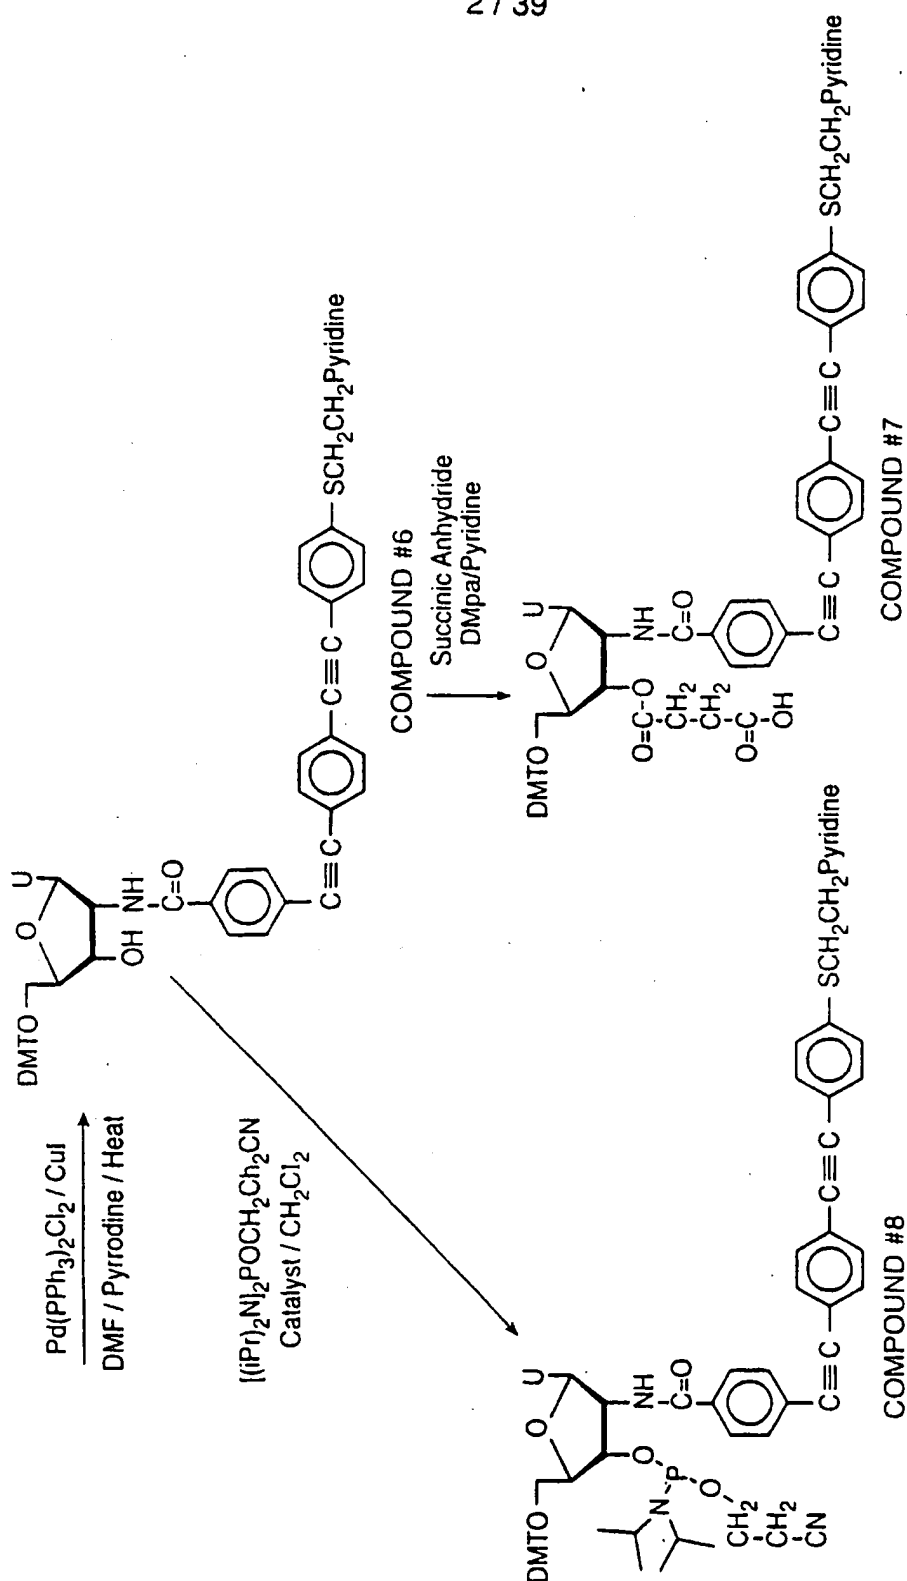 2 / 39
Pd(PPh3)2Cl2 / CuI
DMF / Pyrrodine / Heat
DMTO
O
U
OH
NH
C=O
C≡C
C≡C
SCH2CH2Pyridine
COMPOUND #6
[(iPr)2N]2POCH2Ch2CN
Catalyst / CH2Cl2
Succinic Anhydride
DMpa/Pyridine
DMTO
O
U
O
P
N
O
CH2
CH2
CN
NH
C=O
C≡C
C≡C
SCH2CH2Pyridine
COMPOUND #8
DMTO
O
U
O
O=C
CH2
CH2
O=C
OH
NH
C=O
C≡C
C≡C
SCH2CH2Pyridine
COMPOUND #7